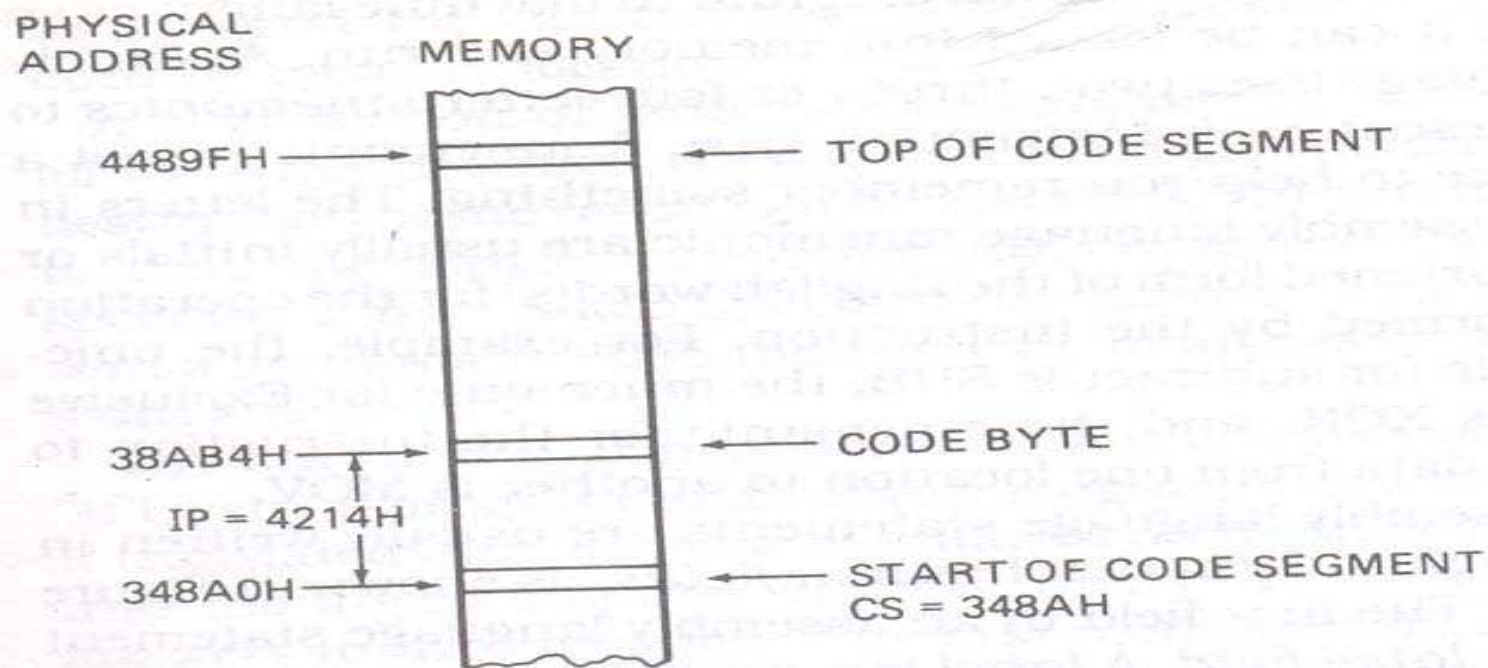 PHYSICAL
ADDRESS
MEMORY
4489FH
TOP OF CODE SEGMENT
38AB4H
CODE BYTE
IP = 4214H
348A0H
START OF CODE SEGMENT
CS = 348AH